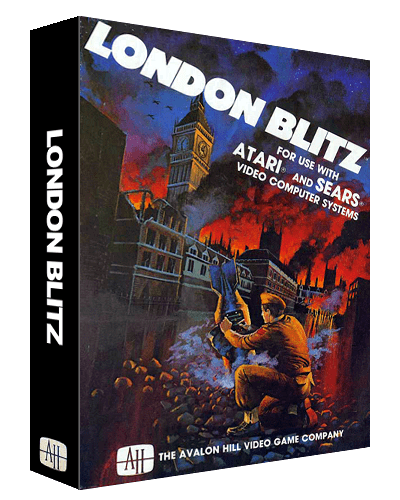 LONDON BLITZ
LONDON BLITZ
FOR USE WITH
ATARI® AND SEARS®
VIDEO COMPUTER SYSTEMS
AH
AH
THE AVALON HILL VIDEO GAME COMPANY